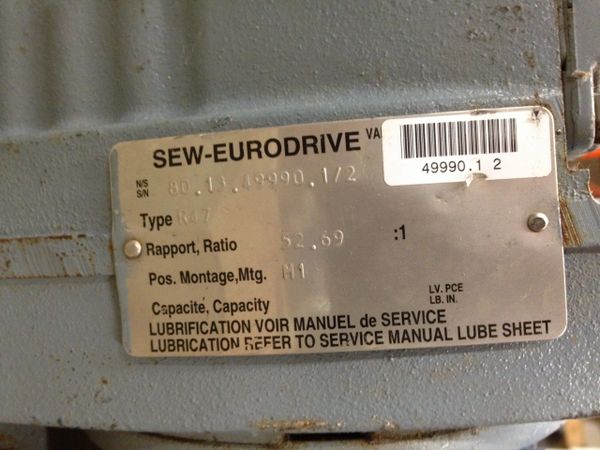 SEW-EURODRIVE VA
49990.1 2
N/S
S/N 80.13.49990.1/2
Type R47
Rapport, Ratio 52.69 :1
Pos. Montage,Mtg. M1
Capacite, Capacity LV. PCE
LB. IN.
LUBRIFICATION VOIR MANUEL de SERVICE
LUBRICATION REFER TO SERVICE MANUAL LUBE SHEET